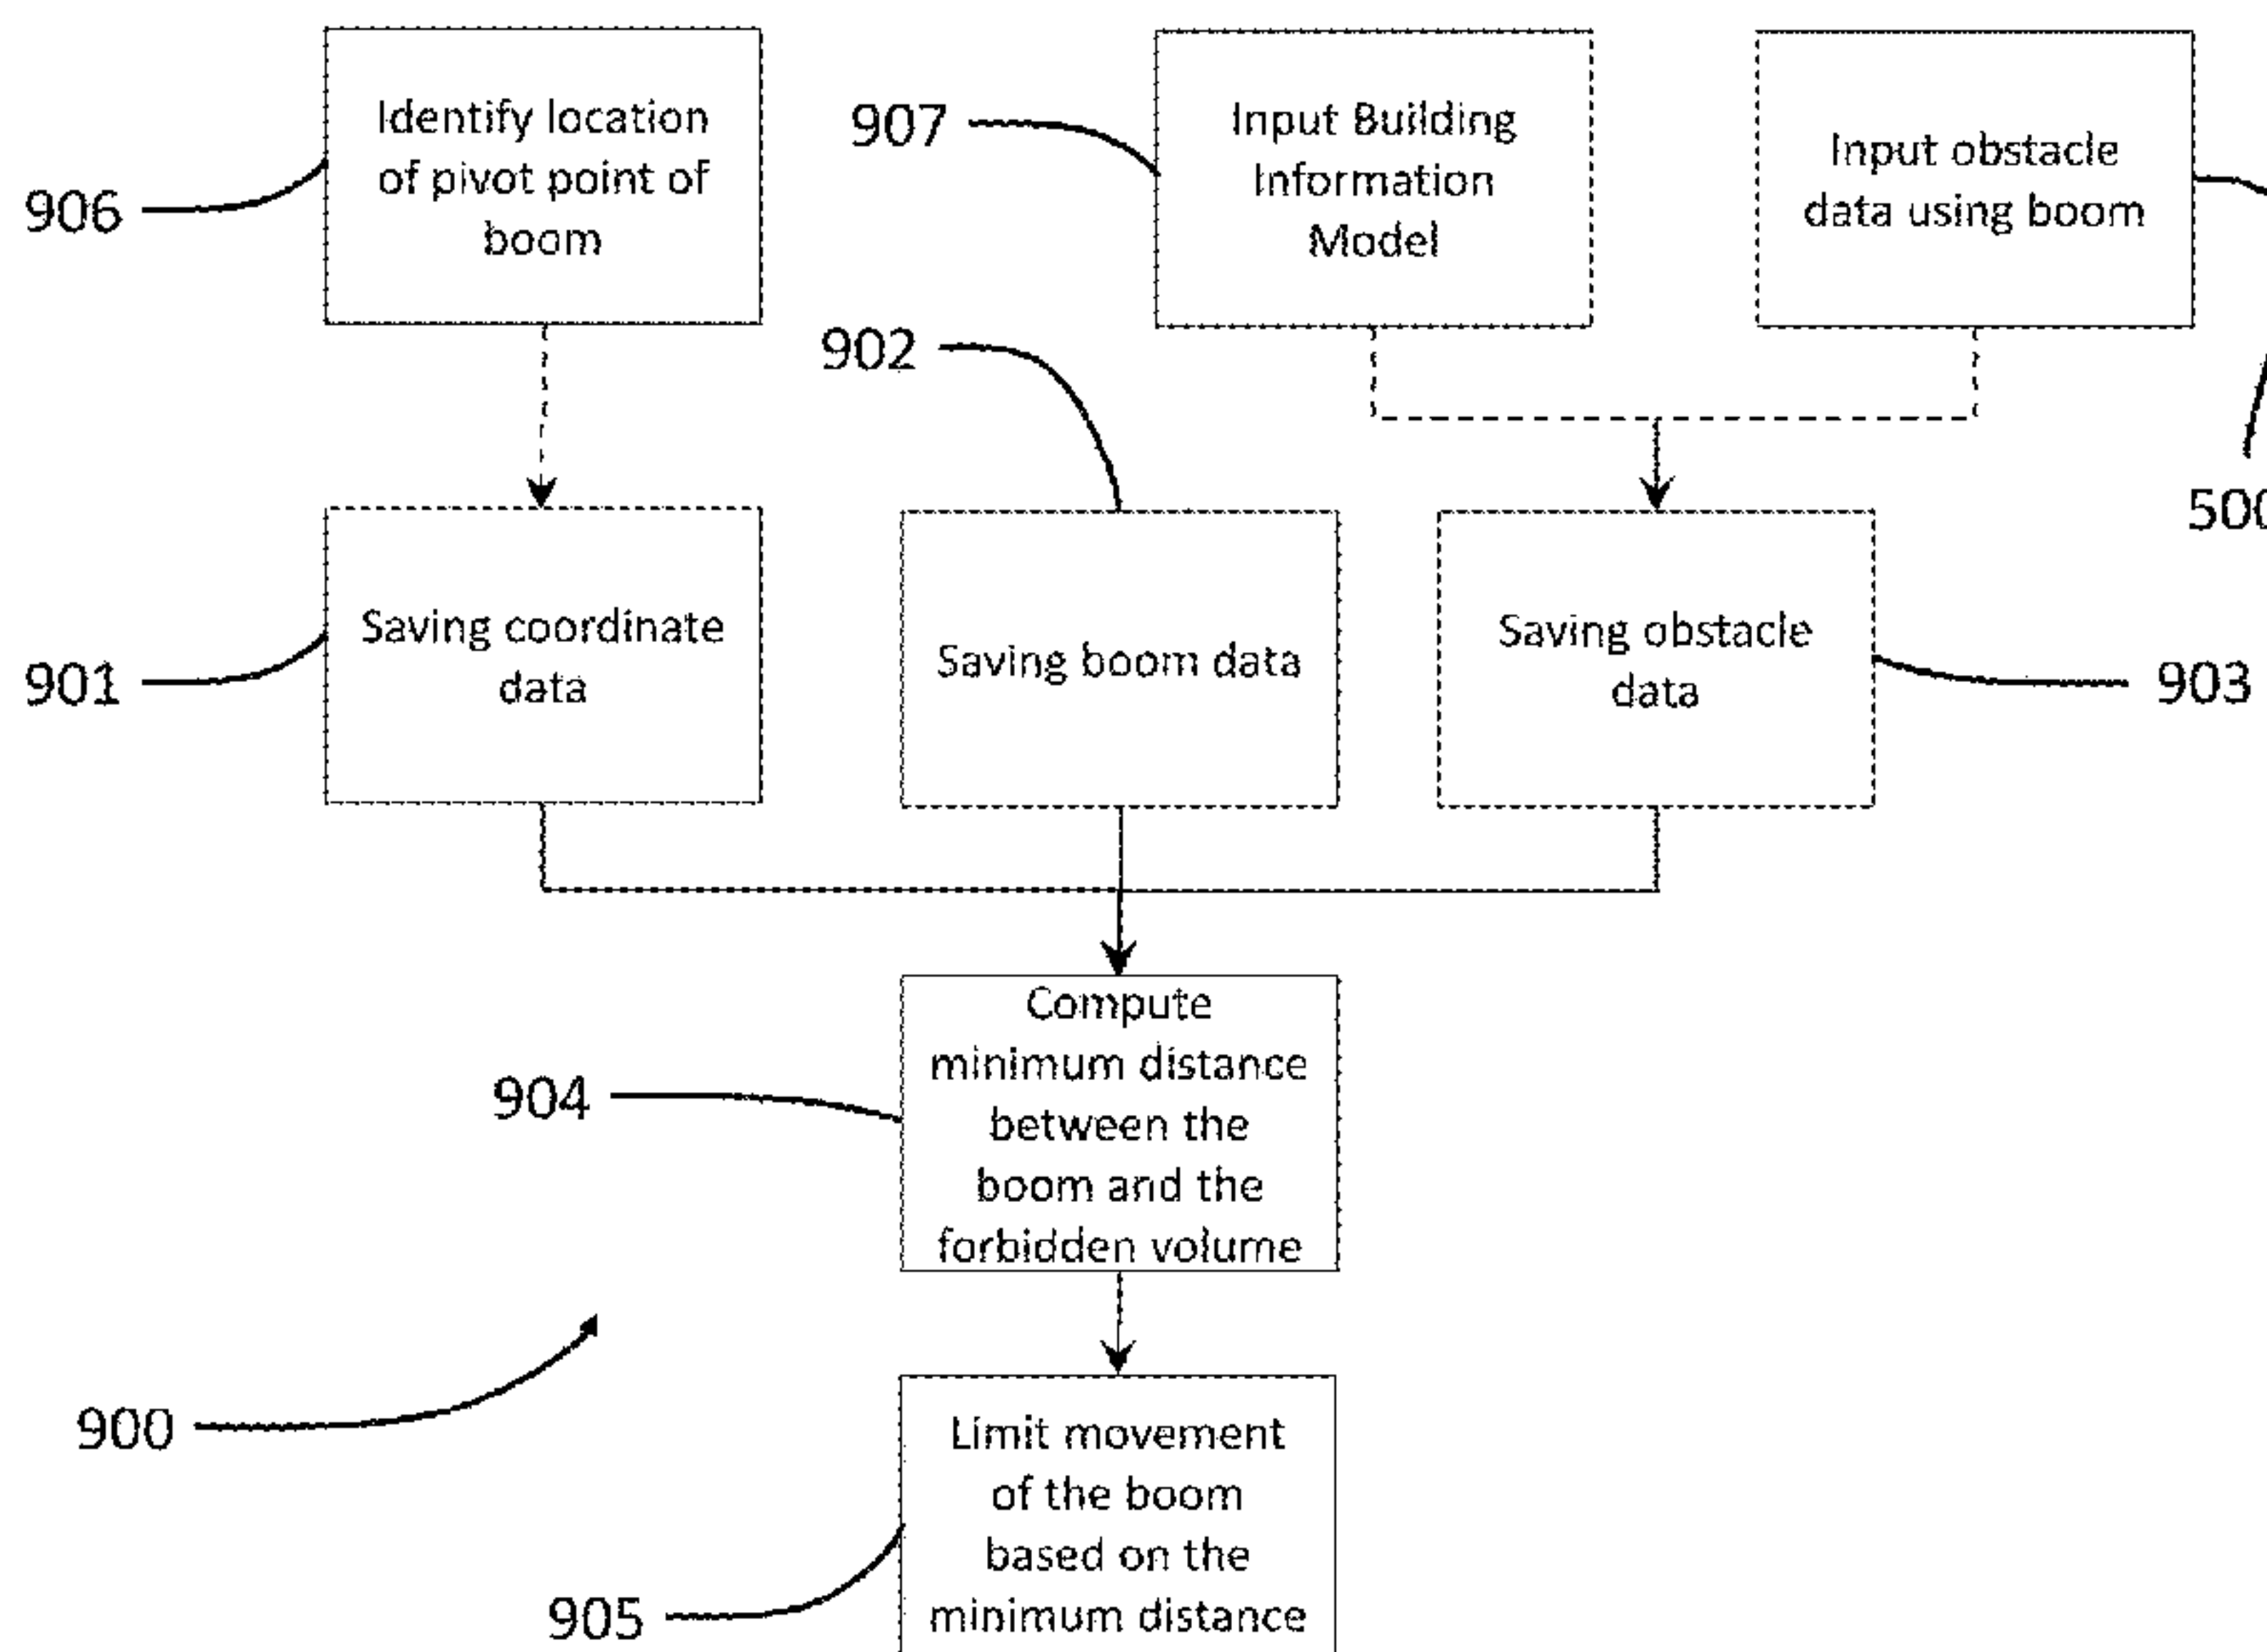 Identify location
of pivot point of
boom
906
907
Input Building
Information
Model
Input obstacle
data using boom
902
500
901
Saving coordinate
data
Saving boom data
Saving obstacle
data
903
904
Compute
minimum distance
between the
boom and the
forbidden volume
900
905
Limit movement
of the boom
based on the
minimum distance